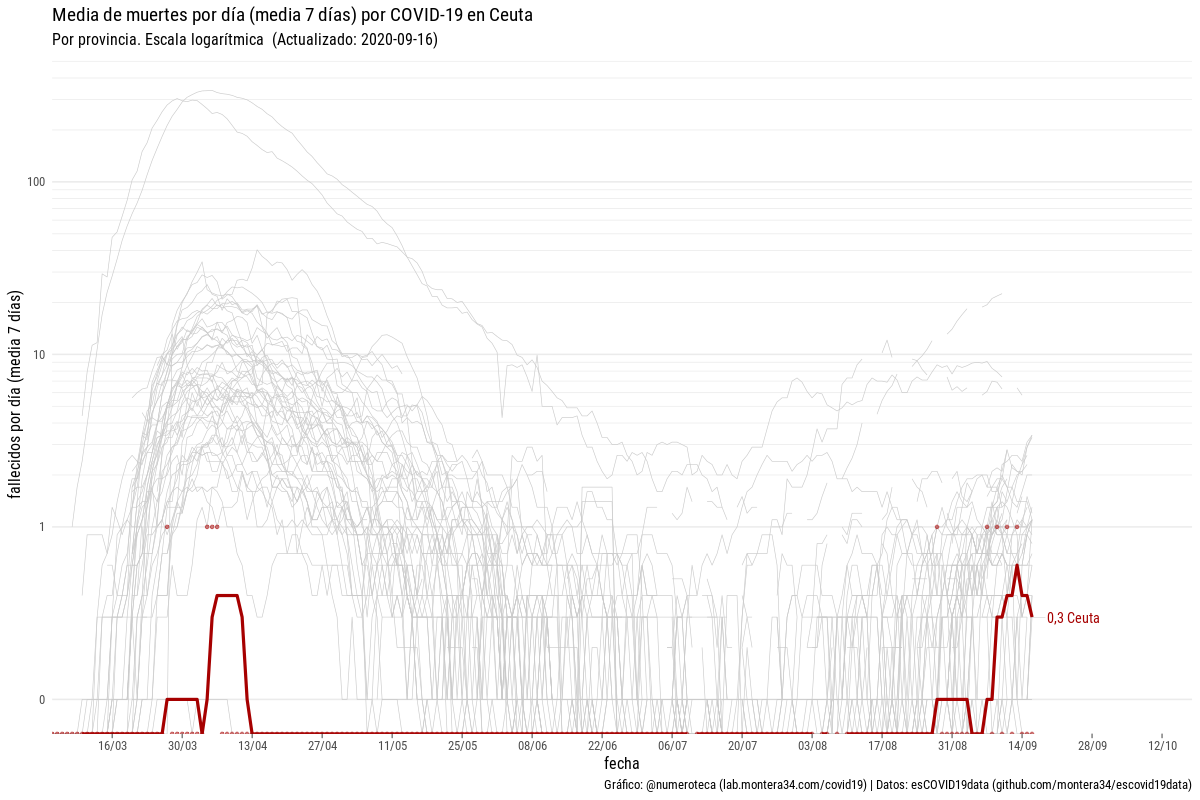 Media de muertes por día (media 7 días) por COVID-19 en Ceuta
Por provincia. Escala logarítmica  (Actualizado: 2020-09-16)
fallecidos por día (media 7 días)
100
10
1
0
0,3 Ceuta
16/03 30/03 13/04 27/04 11/05 25/05 08/06 22/06 06/07 20/07 03/08 17/08 31/08 14/09 28/09 12/10
fecha
Gráfico: @numeroteca (lab.montera34.com/covid19) | Datos: esCOVID19data (github.com/montera34/escovid19data)